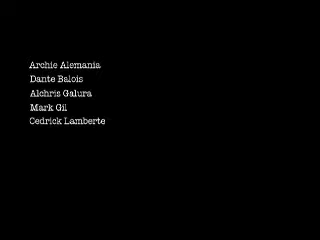 Archie Alemania
Dante Balois
Alchris Galura
Mark Gil
Cedrick Lamberte